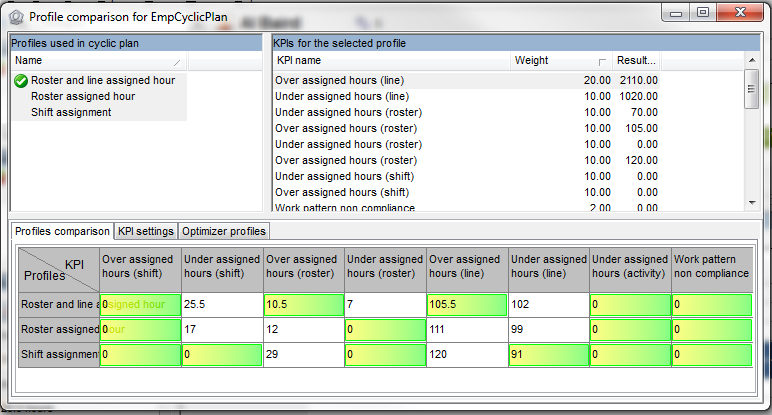 Profile comparison for EmpCyclicPlan
Al Baird
Profiles used in cyclic plan
Name
Roster and line assigned hour
Roster assigned hour
Shift assignment
KPIs for the selected profile
KPI name Weight Result...
Over assigned hours (line) 20.00 2110.00
Under assigned hours (line) 10.00 1020.00
Under assigned hours (roster) 10.00 70.00
Over assigned hours (roster) 10.00 105.00
Under assigned hours (roster) 10.00 0.00
Over assigned hours (roster) 10.00 120.00
Under assigned hours (shift) 10.00 0.00
Over assigned hours (shift) 10.00 0.00
Work pattern non compliance 2.00 0.00
Profiles comparison KPI settings Optimizer profiles
KPI
Profiles
Over assigned
hours (shift)
Under assigned
hours (shift)
Over assigned
hours (roster)
Under assigned
hours (roster)
Over assigned
hours (line)
Under assigned
hours (line)
Under assigned
hours (activity)
Work pattern
non compliance
Roster and line assigned hour 0 25.5 10.5 7 105.5 102 0 0
Roster assigned hour 0 17 12 0 111 99 0 0
Shift assignment 0 0 29 0 120 91 0 0